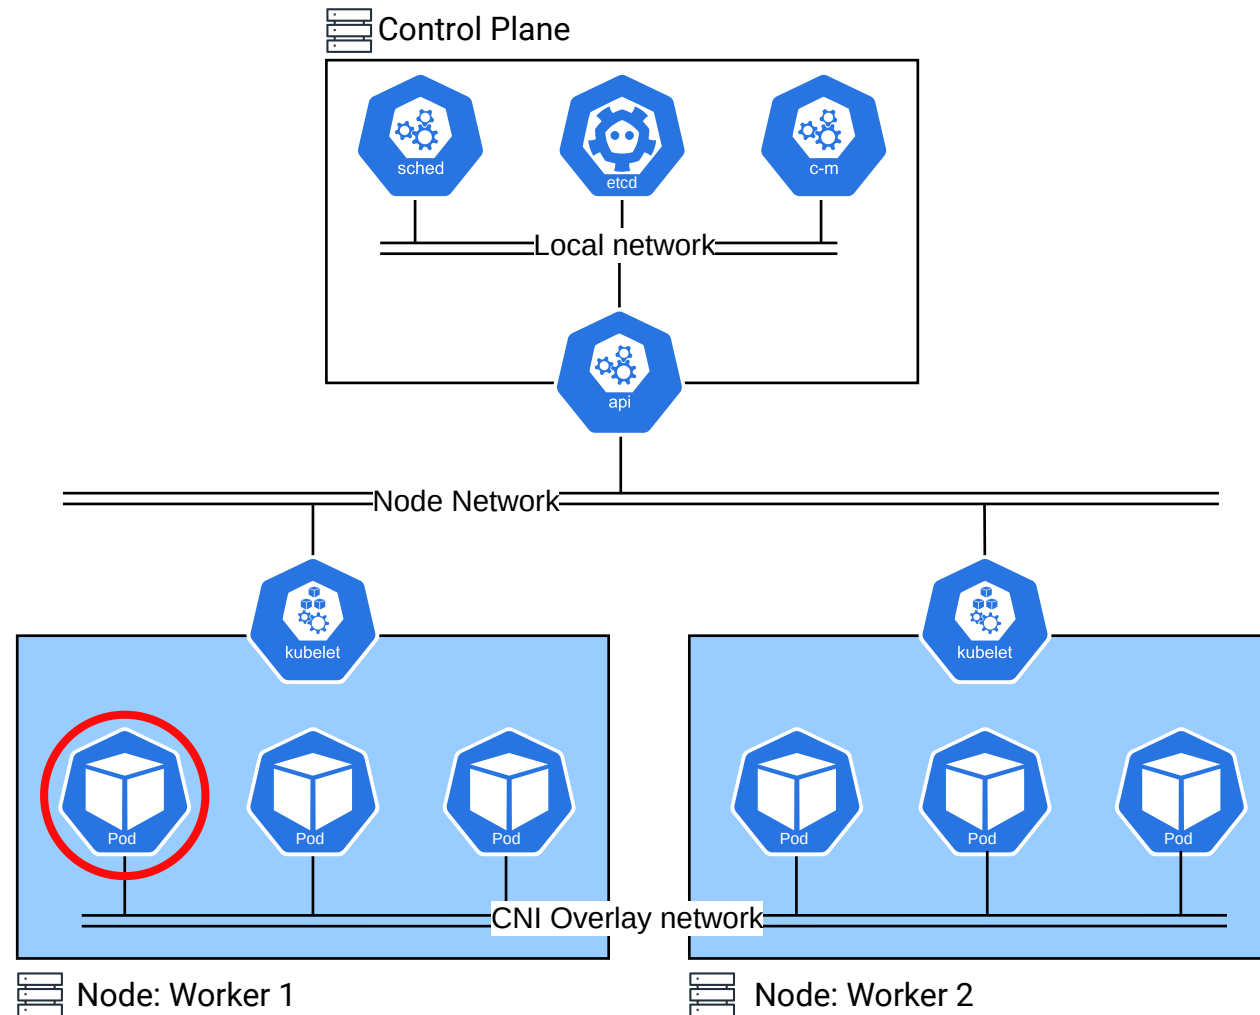 Control Plane
sched
etcd
c-m
Local network
api
Node Network
kubelet
kubelet
Pod
Pod
Pod
Pod
Pod
Pod
CNI Overlay network
Node: Worker 1
Node: Worker 2